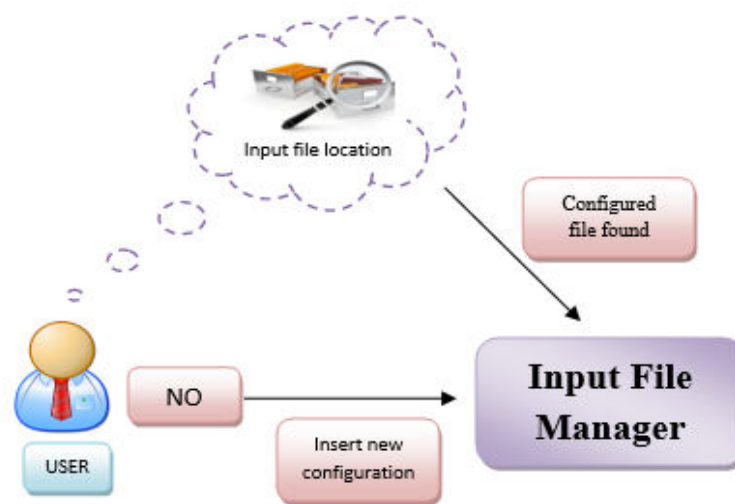 Input file location
Configured
file found
NO
Input File
Manager
Insert new
configuration
USER